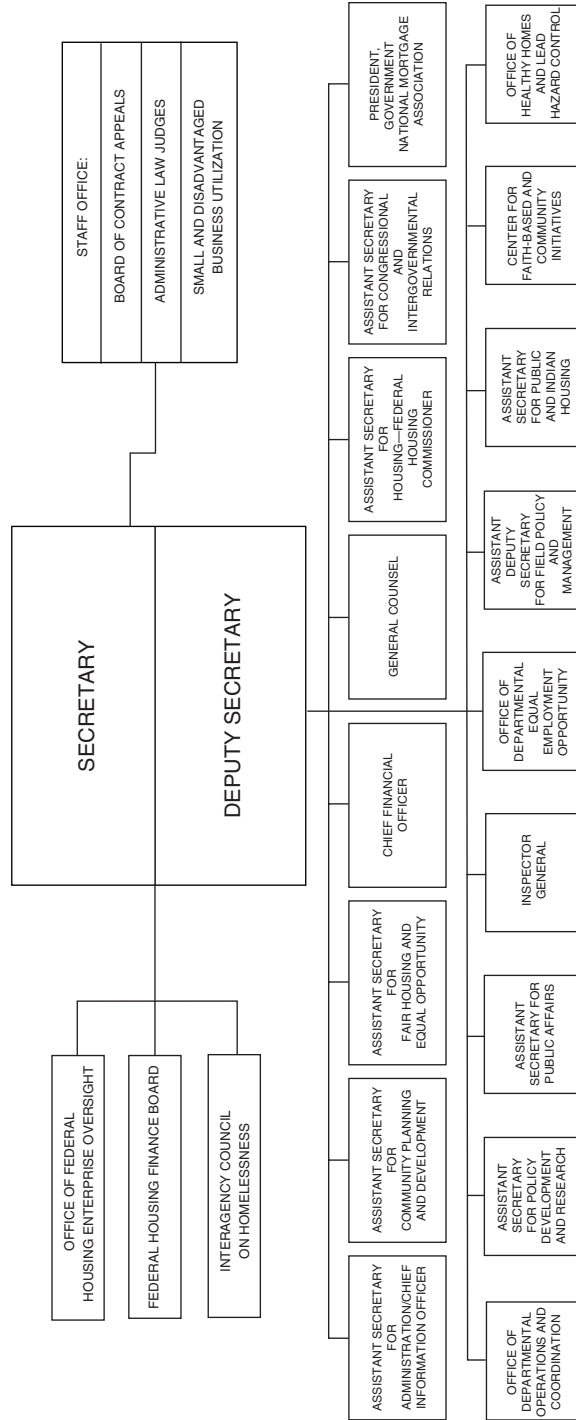 SECRETARY
DEPUTY SECRETARY
OFFICE OF FEDERAL
HOUSING ENTERPRISE OVERSIGHT
FEDERAL HOUSING FINANCE BOARD
INTERAGENCY COUNCIL
ON HOMELESSNESS
STAFF OFFICE:
BOARD OF CONTRACT APPEALS
ADMINISTRATIVE LAW JUDGES
SMALL AND DISADVANTAGED
BUSINESS UTILIZATION
ASSISTANT SECRETARY
FOR
ADMINISTRATION/CHIEF
INFORMATION OFFICER
ASSISTANT SECRETARY
FOR
COMMUNITY PLANNING
AND DEVELOPMENT
ASSISTANT SECRETARY
FOR
FAIR HOUSING AND
EQUAL OPPORTUNITY
CHIEF FINANCIAL
OFFICER
GENERAL COUNSEL
ASSISTANT SECRETARY
FOR
HOUSING—FEDERAL
HOUSING
COMMISSIONER
ASSISTANT SECRETARY
FOR CONGRESSIONAL
AND
INTERGOVERNMENTAL
RELATIONS
PRESIDENT,
GOVERNMENT
NATIONAL MORTGAGE
ASSOCIATION
OFFICE OF
DEPARTMENTAL
OPERATIONS AND
COORDINATION
ASSISTANT
SECRETARY
FOR POLICY
DEVELOPMENT
AND RESEARCH
ASSISTANT
SECRETARY FOR
PUBLIC AFFAIRS
INSPECTOR
GENERAL
OFFICE OF
DEPARTMENTAL
EQUAL
EMPLOYMENT
OPPORTUNITY
ASSISTANT
DEPUTY
SECRETARY
FOR FIELD POLICY
AND
MANAGEMENT
ASSISTANT
SECRETARY
FOR PUBLIC
AND INDIAN
HOUSING
CENTER FOR
FAITH-BASED AND
COMMUNITY
INITIATIVES
OFFICE OF
HEALTHY HOMES
AND LEAD
HAZARD CONTROL